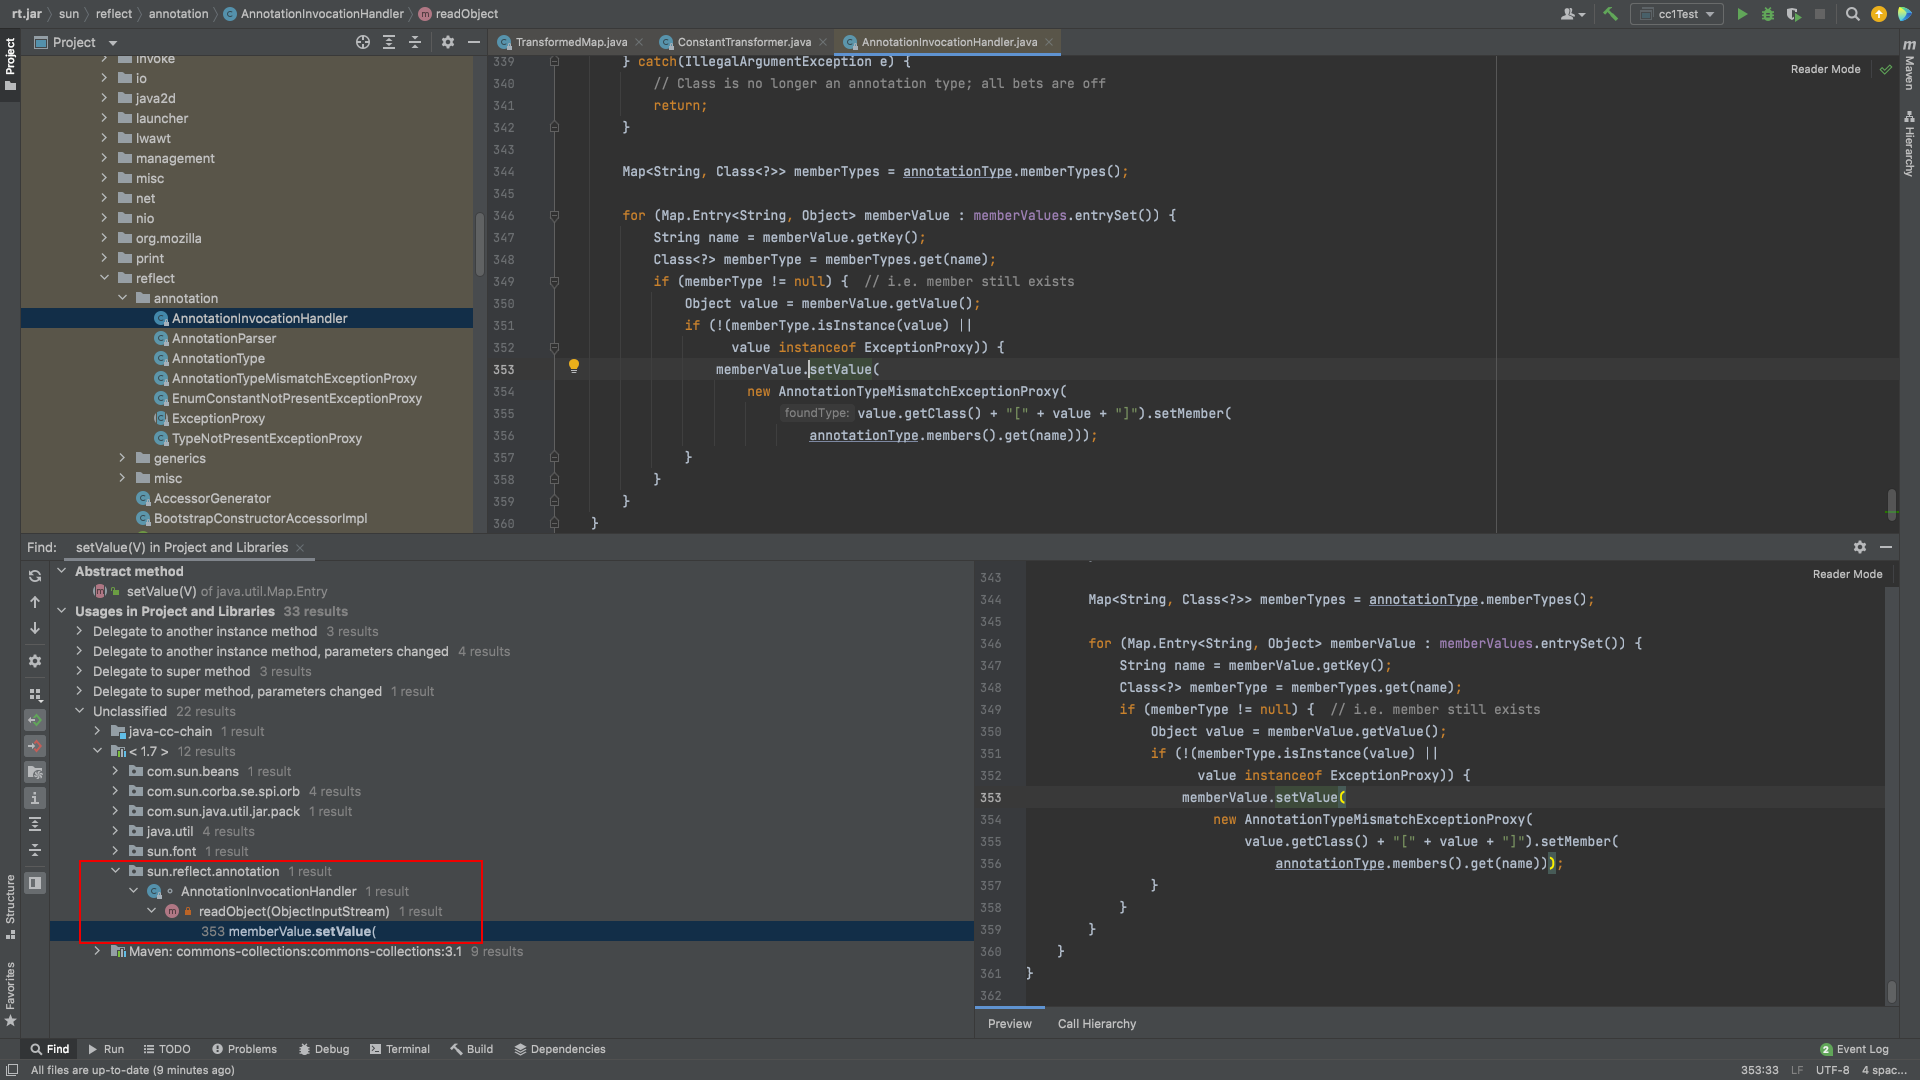 rt.jar
sun
reflect
annotation
AnnotationInvocationHandler
readObject
cc1Test
Project
TransformedMap.java
ConstantTransformer.java
AnnotationInvocationHandler.java
Project
Structure
Favorites
Maven
Hierarchy
invoke
io
java2d
launcher
lwawt
management
misc
net
nio
org.mozilla
print
reflect
annotation
AnnotationInvocationHandler
AnnotationParser
AnnotationType
AnnotationTypeMismatchExceptionProxy
EnumConstantNotPresentExceptionProxy
ExceptionProxy
TypeNotPresentExceptionProxy
generics
misc
AccessorGenerator
BootstrapConstructorAccessorImpl
Reader Mode
339 } catch(IllegalArgumentException e) {
340 // Class is no longer an annotation type; all bets are off
341 return;
342 }
343
344 Map<String, Class<?>> memberTypes = annotationType.memberTypes();
345
346 for (Map.Entry<String, Object> memberValue : memberValues.entrySet()) {
347 String name = memberValue.getKey();
348 Class<?> memberType = memberTypes.get(name);
349 if (memberType != null) { // i.e. member still exists
350 Object value = memberValue.getValue();
351 if (!(memberType.isInstance(value) ||
352 value instanceof ExceptionProxy)) {
353 memberValue.setValue(
354 new AnnotationTypeMismatchExceptionProxy(
355 foundType: value.getClass() + "[" + value + "]").setMember(
356 annotationType.members().get(name)));
357 }
358 }
359 }
360 }
Find: setValue(V) in Project and Libraries
Abstract method
setValue(V) of java.util.Map.Entry
Usages in Project and Libraries 33 results
Delegate to another instance method 3 results
Delegate to another instance method, parameters changed 4 results
Delegate to super method 3 results
Delegate to super method, parameters changed 1 result
Unclassified 22 results
java-cc-chain 1 result
< 1.7 > 12 results
com.sun.beans 1 result
com.sun.corba.se.spi.orb 4 results
com.sun.java.util.jar.pack 1 result
java.util 4 results
sun.font 1 result
sun.reflect.annotation 1 result
AnnotationInvocationHandler 1 result
readObject(ObjectInputStream) 1 result
353 memberValue.setValue(
Maven: commons-collections:commons-collections:3.1 9 results
Reader Mode
343
344 Map<String, Class<?>> memberTypes = annotationType.memberTypes();
345
346 for (Map.Entry<String, Object> memberValue : memberValues.entrySet()) {
347 String name = memberValue.getKey();
348 Class<?> memberType = memberTypes.get(name);
349 if (memberType != null) { // i.e. member still exists
350 Object value = memberValue.getValue();
351 if (!(memberType.isInstance(value) ||
352 value instanceof ExceptionProxy)) {
353 memberValue.setValue(
354 new AnnotationTypeMismatchExceptionProxy(
355 value.getClass() + "[" + value + "]").setMember(
356 annotationType.members().get(name)));
357 }
358 }
359 }
360 }
361 }
362
Preview Call Hierarchy
Find Run TODO Problems Debug Terminal Build Dependencies 2 Event Log
All files are up-to-date (9 minutes ago) 353:33 LF UTF-8 4 spac...